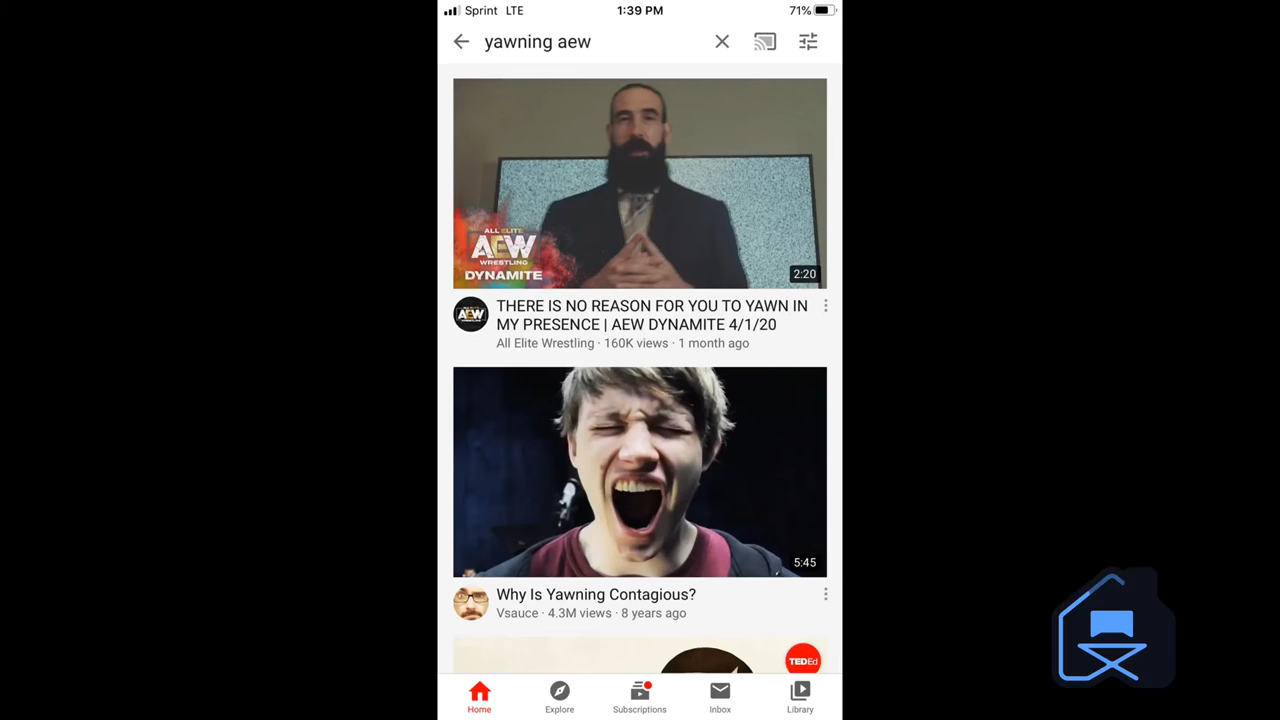 Sprint LTE 1:39 PM 71%
yawning aew
ALL ELITE
AEW
WRESTLING
DYNAMITE
2:20
AEW
THERE IS NO REASON FOR YOU TO YAWN IN
MY PRESENCE | AEW DYNAMITE 4/1/20
All Elite Wrestling · 160K views · 1 month ago
5:45
Why Is Yawning Contagious?
Vsauce · 4.3M views · 8 years ago
TEDEd
Home Explore Subscriptions Inbox Library